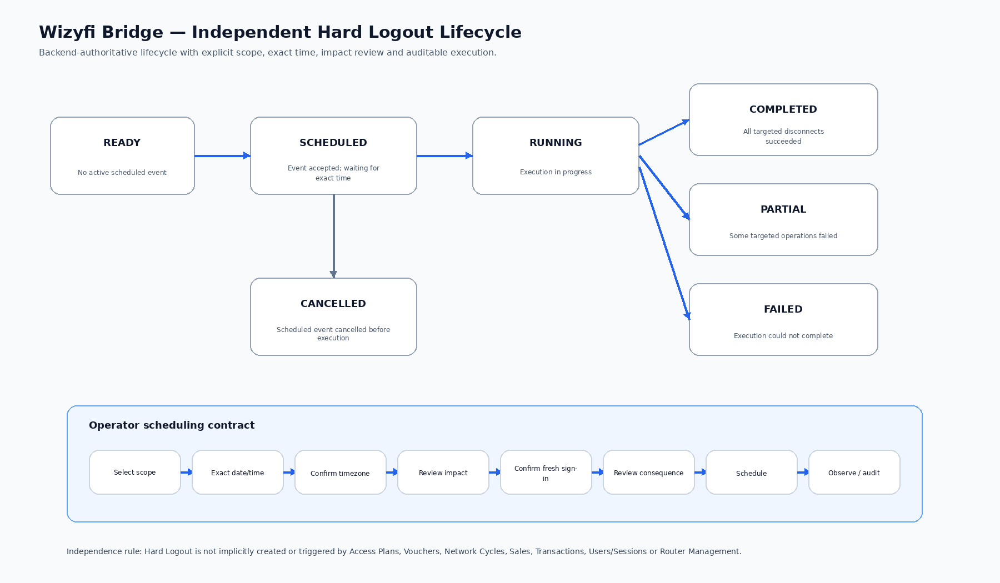 Wizyfi Bridge — Independent Hard Logout Lifecycle
Backend-authoritative lifecycle with explicit scope, exact time, impact review and auditable execution.
READY
No active scheduled event
SCHEDULED
Event accepted; waiting for
exact time
RUNNING
Execution in progress
COMPLETED
All targeted disconnects
succeeded
PARTIAL
Some targeted operations failed
CANCELLED
Scheduled event cancelled before
execution
FAILED
Execution could not complete
Operator scheduling contract
Select scope
Exact date/time
Confirm timezone
Review impact
Confirm fresh sign-
in
Review consequence
Schedule
Observe / audit
Independence rule: Hard Logout is not implicitly created or triggered by Access Plans, Vouchers, Network Cycles, Sales, Transactions, Users/Sessions or Router Management.